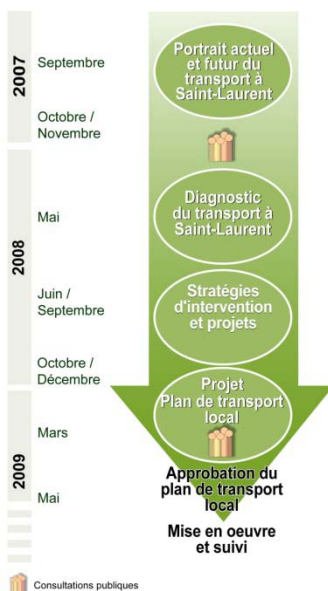 2007
Septembre
Portrait actuel
et futur du
transport à
Saint-Laurent
Octobre /
Novembre
2008
Mai
Diagnostic
du transport à
Saint-Laurent
Juin /
Septembre
Stratégies
d'intervention
et projets
Octobre /
Décembre
2009
Projet
Plan de transport
local
Mars
Approbation du
plan de transport
local
Mai
Mise en oeuvre
et suivi
Consultations publiques